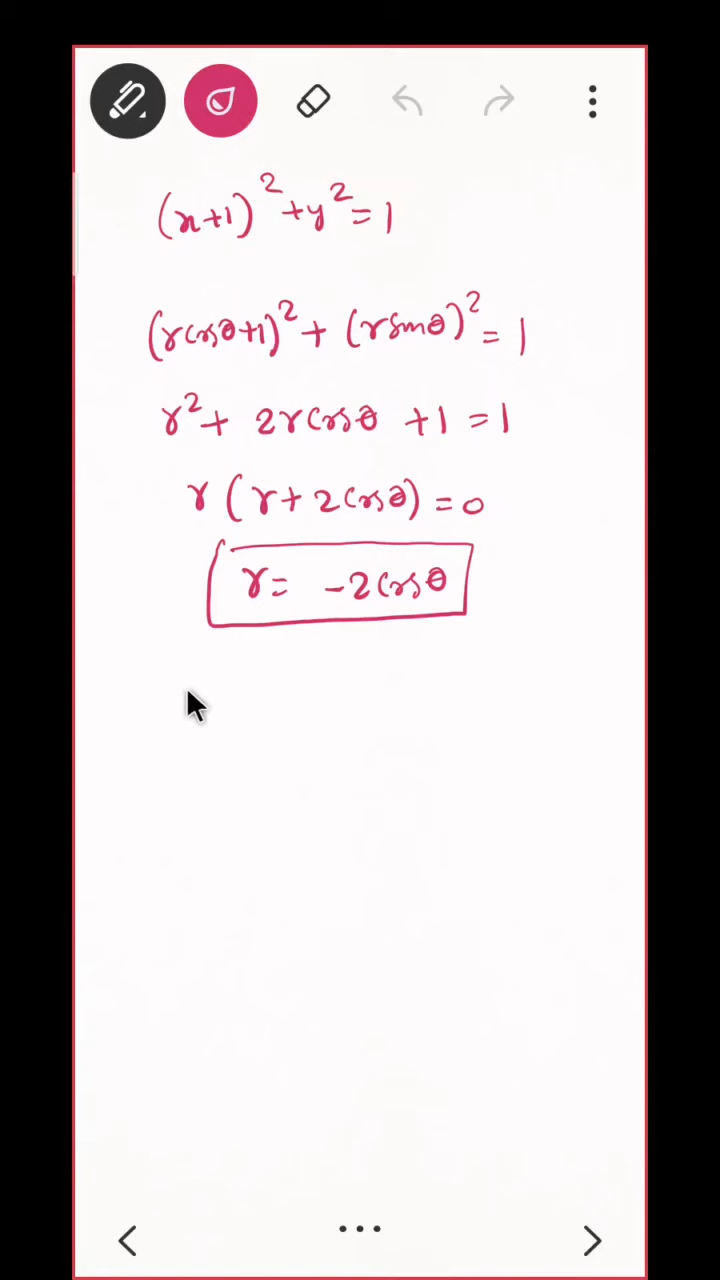 (x+1)²+y²=1
(rcosθ+1)²+(rsinθ)²=1
r²+2rcosθ+1=1
r(r+2cosθ)=0
r=-2cosθ